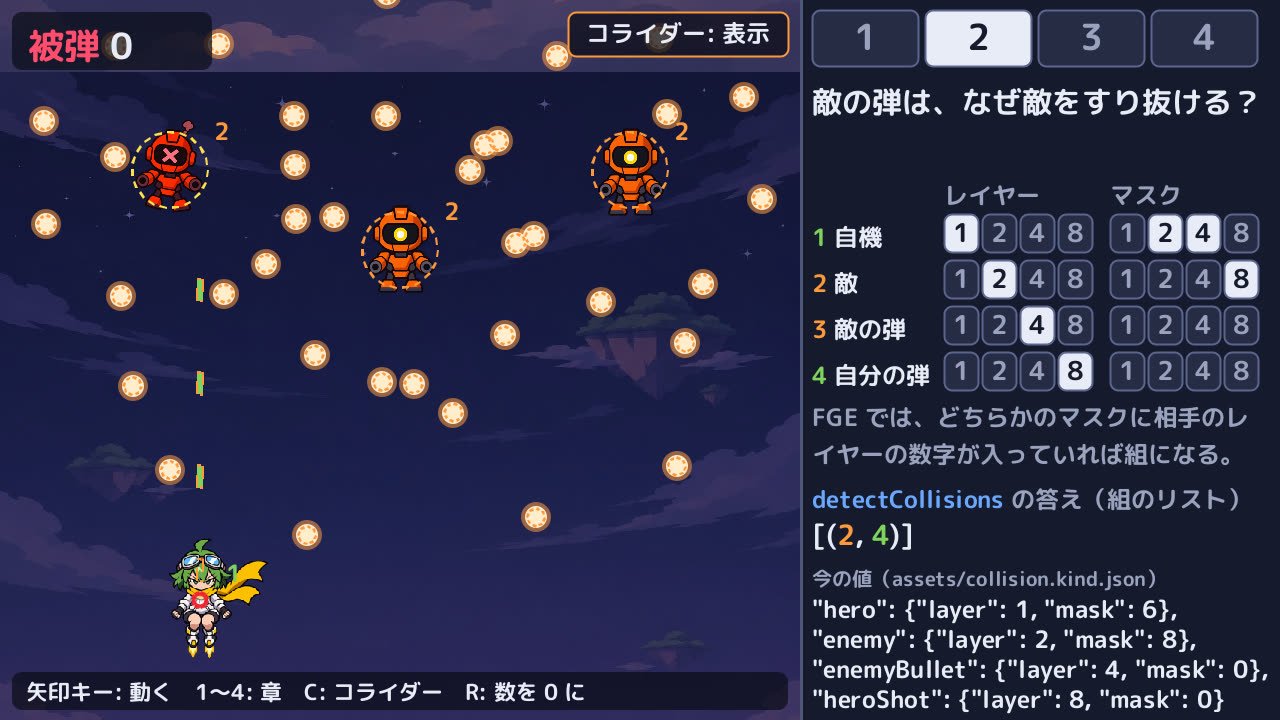 被弾 0
コライダー: 表示
2
2
2
1
矢印キー: 動く 1〜4: 章 C: コライダー R: 数を 0 に
1 2 3 4
敵の弾は、なぜ敵をすり抜ける？
レイヤー マスク
1 自機 1 2 4 8 1 2 4 8
2 敵 1 2 4 8 1 2 4 8
3 敵の弾 1 2 4 8 1 2 4 8
4 自分の弾 1 2 4 8 1 2 4 8
FGE では、どちらかのマスクに相手のレ
イヤーの数字が入っていれば組になる。
detectCollisions の答え（組のリスト）
[(2, 4)]
今の値（assets/collision.kind.json）
"hero": {"layer": 1, "mask": 6},
"enemy": {"layer": 2, "mask": 8},
"enemyBullet": {"layer": 4, "mask": 0},
"heroShot": {"layer": 8, "mask": 0}